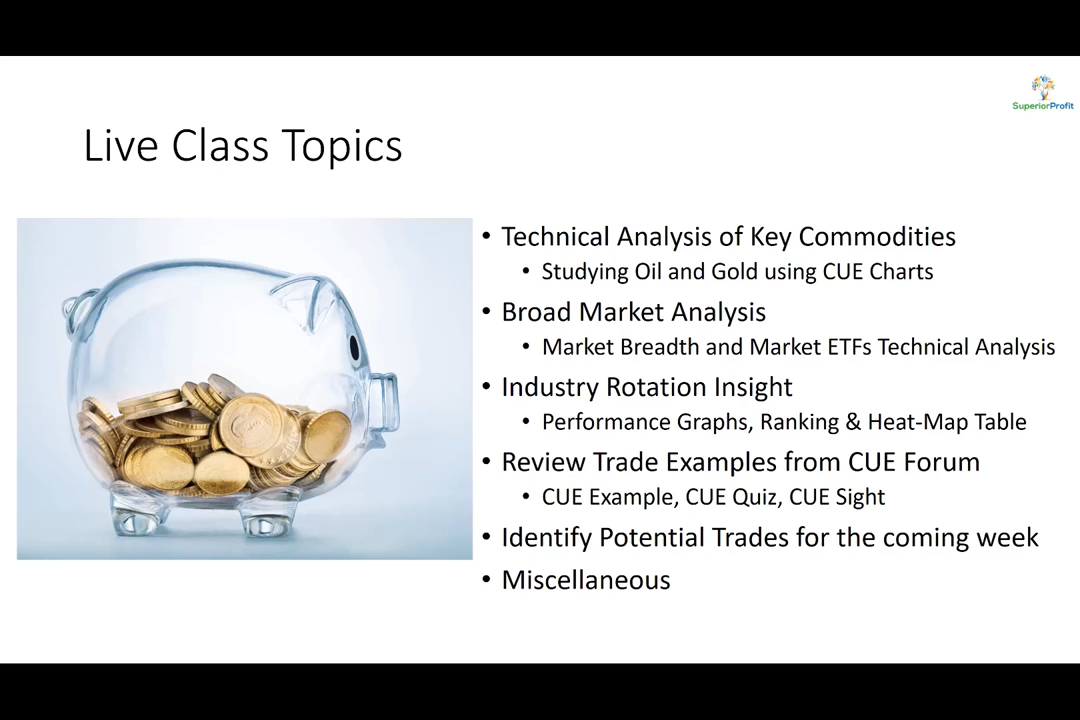 SuperiorProfit
Live Class Topics
• Technical Analysis of Key Commodities
• Studying Oil and Gold using CUE Charts
• Broad Market Analysis
• Market Breadth and Market ETFs Technical Analysis
• Industry Rotation Insight
• Performance Graphs, Ranking & Heat-Map Table
• Review Trade Examples from CUE Forum
• CUE Example, CUE Quiz, CUE Sight
• Identify Potential Trades for the coming week
• Miscellaneous